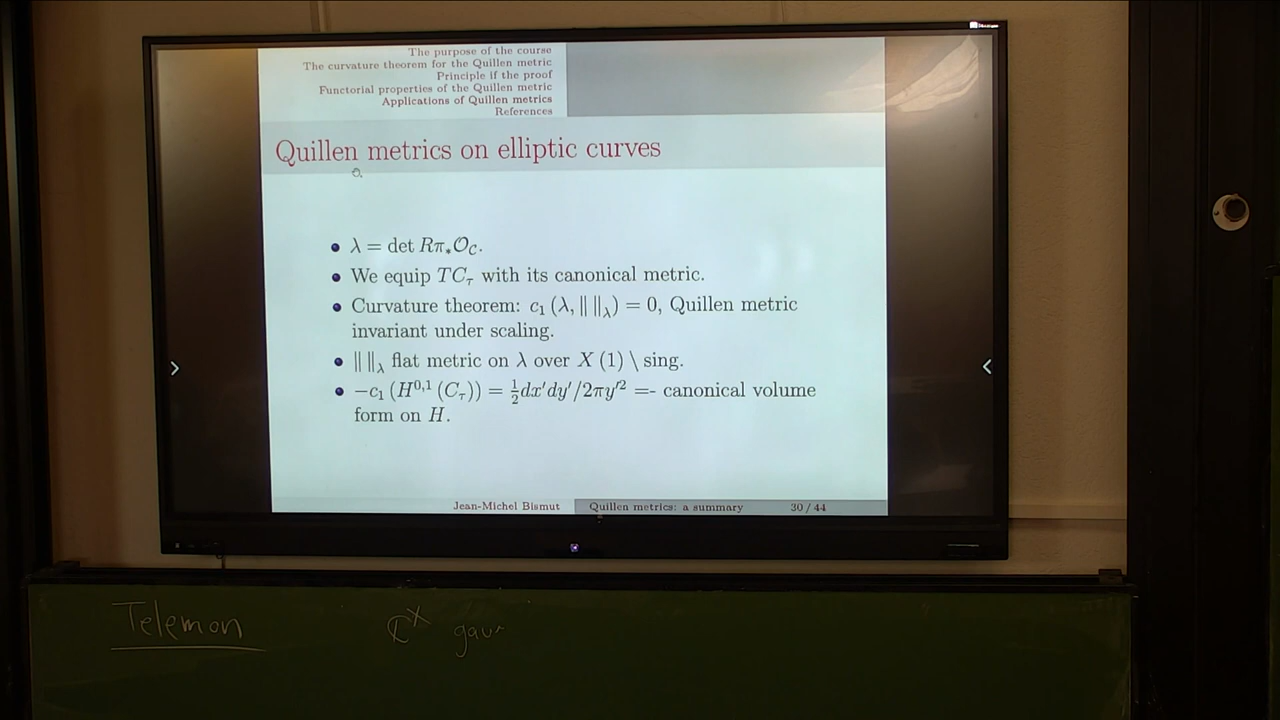 The purpose of the course
The curvature theorem for the Quillen metric
Principle if the proof
Functorial properties of the Quillen metric
Applications of Quillen metrics
References
Quillen metrics on elliptic curves
• λ = det Rπ_*𝒪_𝒞.
• We equip TC_τ with its canonical metric.
• Curvature theorem: c₁ (λ, ‖ ‖_λ) = 0, Quillen metric
invariant under scaling.
• ‖ ‖_λ flat metric on λ over X (1) \ sing.
• −c₁ (H^{0,1} (C_τ)) = ½dx′dy′/2πy′² =- canonical volume
form on H.
Jean-Michel Bismut Quillen metrics: a summary 30 / 44
Telemon ℂ^×